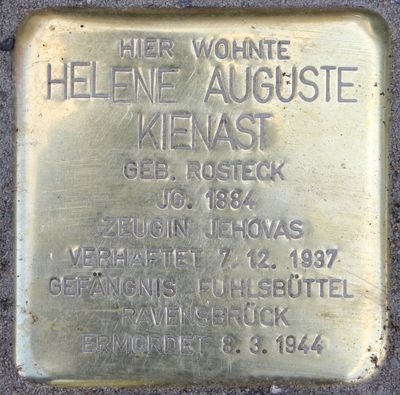 HIER WOHNTE
HELENE AUGUSTE
KIENAST
GEB. ROSTECK
JG. 1884
ZEUGIN JEHOVAS
VERHAFTET 7. 12. 1937
GEFÄNGNIS FUHLSBÜTTEL
RAVENSBRÜCK
ERMORDET 8. 3. 1944